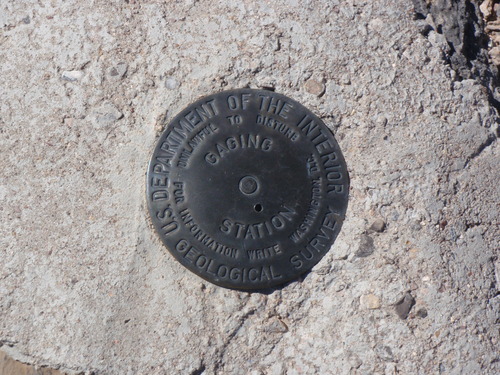 U.S. DEPARTMENT OF THE INTERIOR
GEOLOGICAL SURVEY
UNLAWFUL TO DISTURB
FOR INFORMATION WRITE WASHINGTON, D.C.
GAGING
STATION